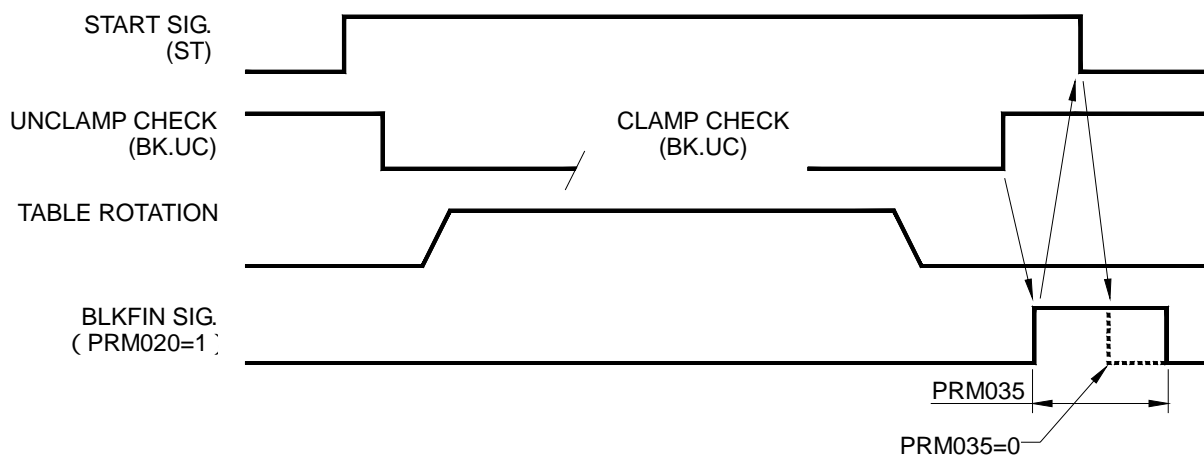 START SIG.
(ST)
UNCLAMP CHECK
(BK.UC)
CLAMP CHECK
(BK.UC)
TABLE ROTATION
BLKFIN SIG.
( PRM020=1 )
PRM035
PRM035=0